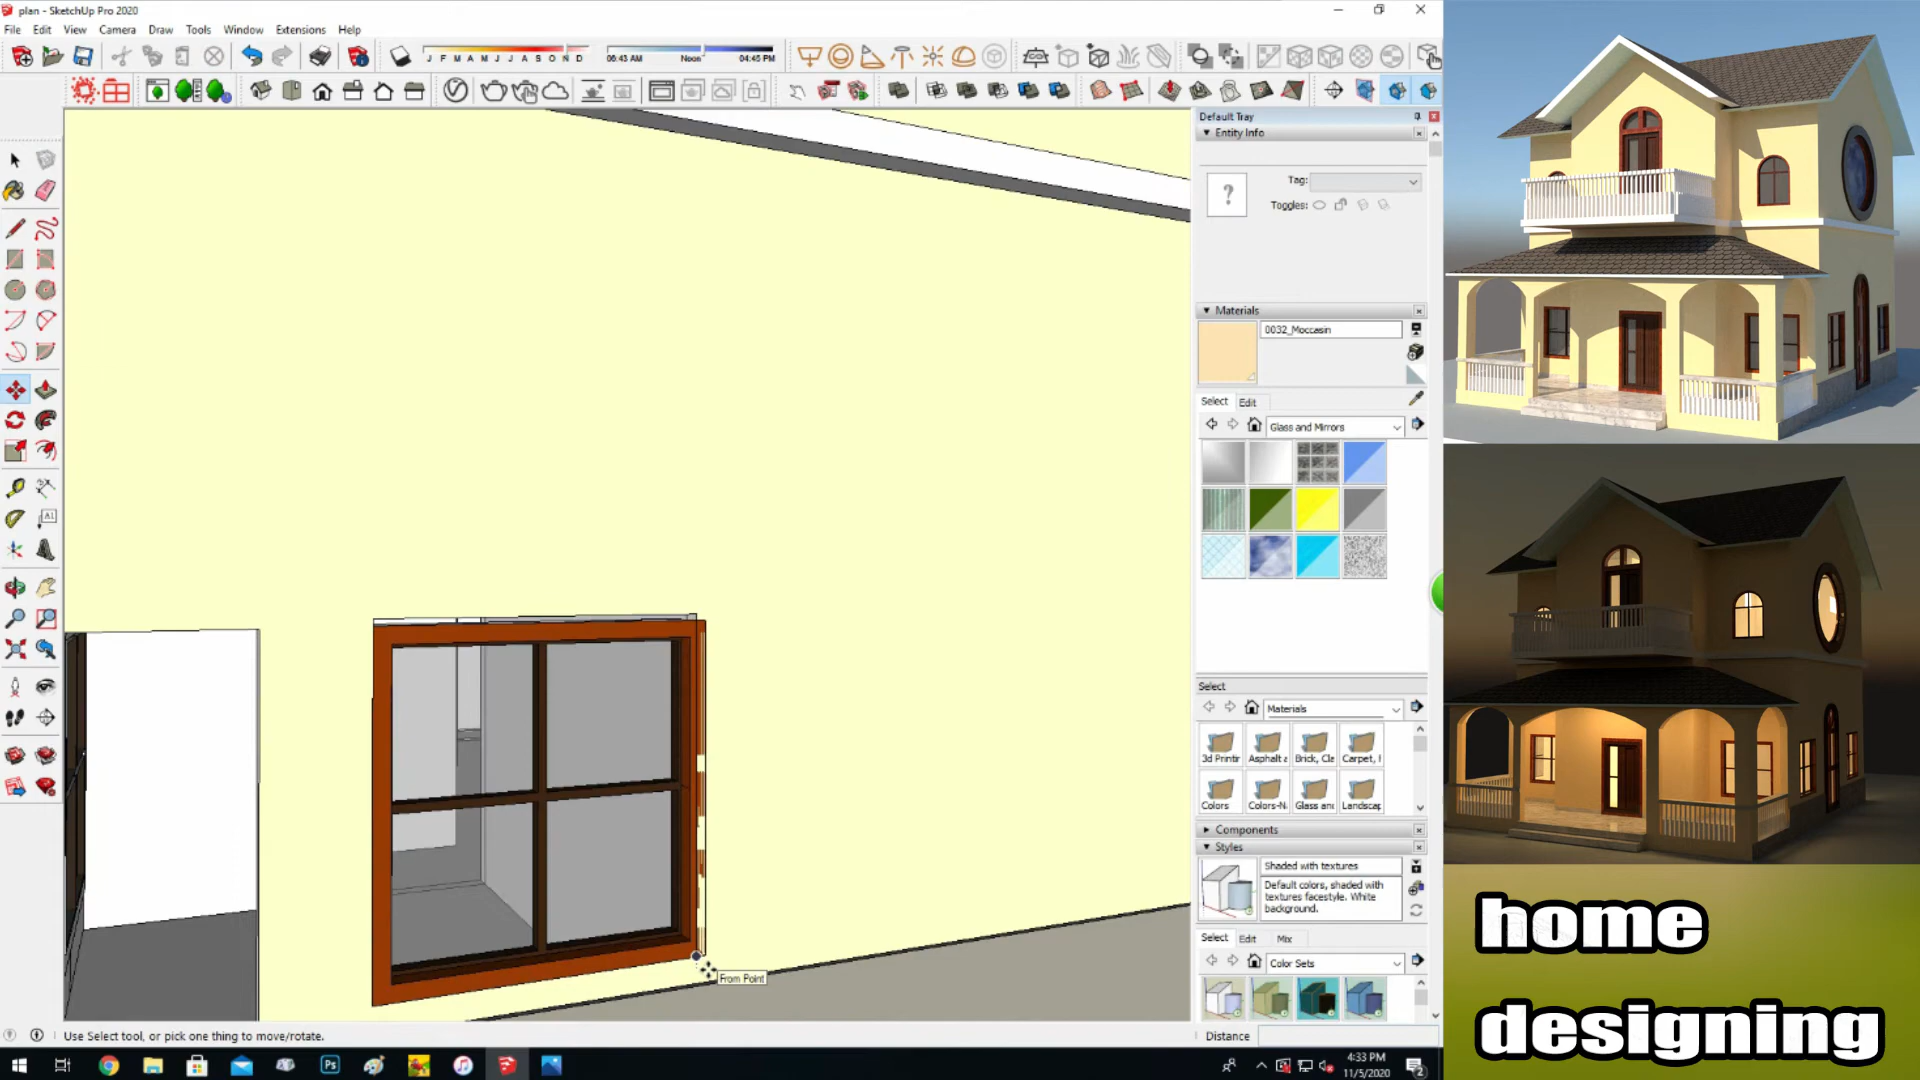 plan - SketchUp Pro 2020
File Edit View Camera Draw Tools Window Extensions Help
J F M A M J J A S O N D 06:43 AM Noon 04:45 PM
Default Tray
Entity Info
?
Tag:
Toggles:
Materials
0032_Moccasin
Select Edit
Glass and Mirrors
Select
Materials
3d Printir Asphalt a Brick, Cla Carpet, F
Colors Colors-N Glass anc Landscap
Components
Styles
Shaded with textures
Default colors, shaded with
textures facestyle. White
background.
Select Edit Mix
Color Sets
A1
From Point
Use Select tool, or pick one thing to move/rotate.
Distance
Ps
4:33 PM
11/5/2020
2
home
designing